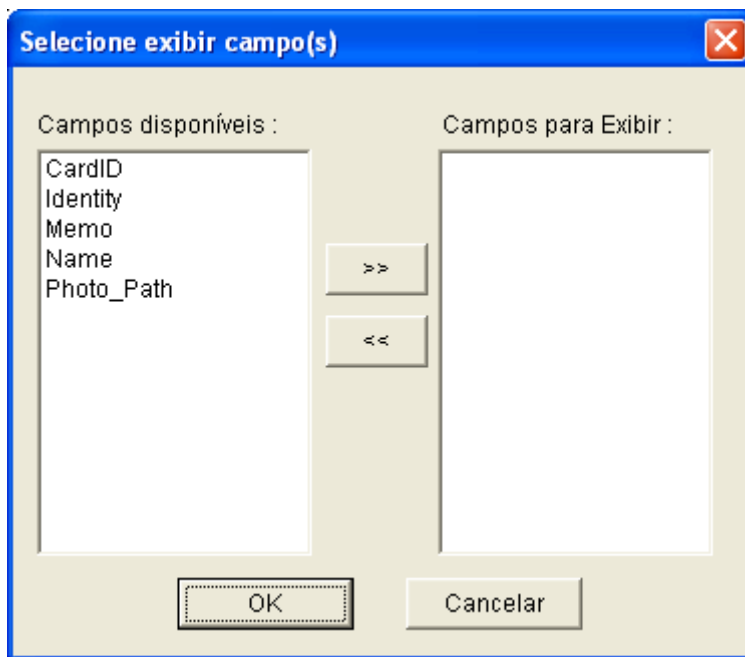 Selecione exibir campo(s)
Campos disponíveis :
CardID
Identity
Memo
Name
Photo_Path
Campos para Exibir :
>>
<<
OK
Cancelar